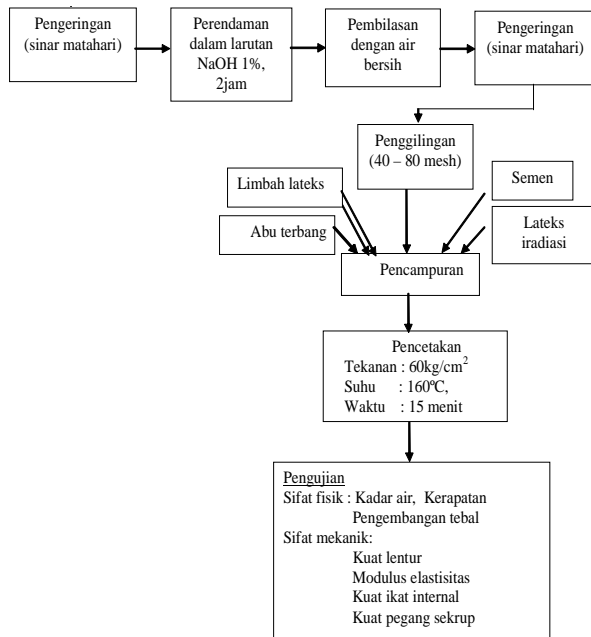 Pengeringan
(sinar matahari)
Perendaman
dalam larutan
NaOH 1%,
2jam
Pembilasan
dengan air
bersih
Pengeringan
(sinar matahari)
Penggilingan
(40 – 80 mesh)
Limbah lateks
Semen
Abu terbang
Lateks
iradiasi
Pencampuran
Pencetakan
Tekanan : 60kg/cm²
Suhu : 160ºC,
Waktu : 15 menit
Pengujian
Sifat fisik : Kadar air, Kerapatan
Pengembangan tebal
Sifat mekanik:
Kuat lentur
Modulus elastisitas
Kuat ikat internal
Kuat pegang sekrup